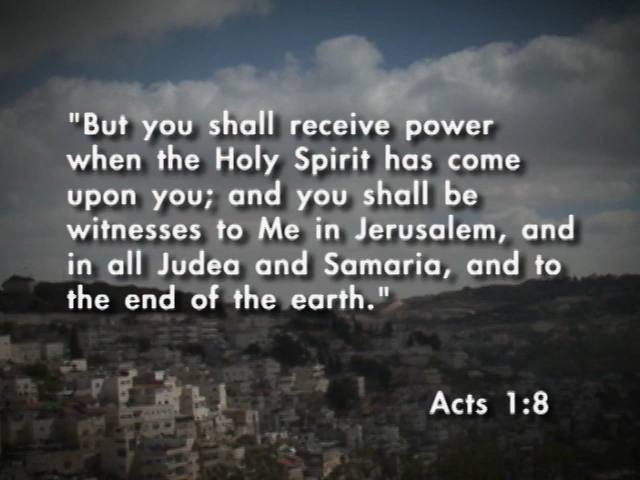 "But you shall receive power
when the Holy Spirit has come
upon you; and you shall be
witnesses to Me in Jerusalem, and
in all Judea and Samaria, and to
the end of the earth."
Acts 1:8